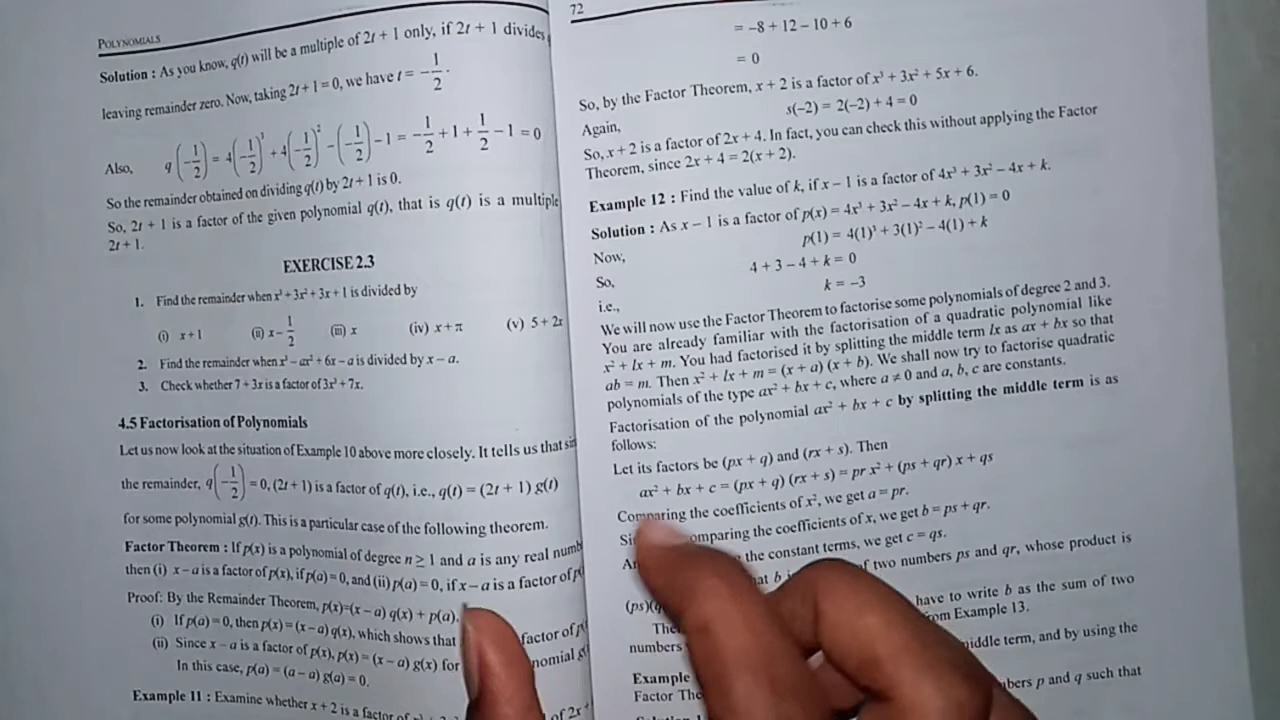 POLYNOMIALS
Solution : As you know, q(t) will be a multiple of 2t + 1 only, if 2t + 1 divides
leaving remainder zero. Now, taking 2t + 1 = 0, we have t = -1/2.
Also, q(-1/2) = 4(-1/2)³ + 4(-1/2)² - (-1/2) - 1 = -1/2 + 1 + 1/2 - 1 = 0
So the remainder obtained on dividing q(t) by 2t + 1 is 0.
So, 2t + 1 is a factor of the given polynomial q(t), that is q(t) is a multiple
2t + 1.
EXERCISE 2.3
1. Find the remainder when x³ + 3x² + 3x + 1 is divided by
(i) x + 1 (ii) x - 1/2 (iii) x (iv) x + π (v) 5 + 2x
2. Find the remainder when x³ - ax² + 6x - a is divided by x - a.
3. Check whether 7 + 3x is a factor of 3x³ + 7x.
4.5 Factorisation of Polynomials
Let us now look at the situation of Example 10 above more closely. It tells us that
the remainder, q(-1/2) = 0, (2t + 1) is a factor of q(t), i.e., q(t) = (2t + 1) g(t)
for some polynomial g(t). This is a particular case of the following theorem.
Factor Theorem : If p(x) is a polynomial of degree n ≥ 1 and a is any real
then (i) x - a is a factor of p(x), if p(a) = 0, and (ii) p(a) = 0, if x - a is a factor of
Proof: By the Remainder Theorem, p(x)=(x - a) q(x) + p(a).
(i) If p(a) = 0, then p(x) = (x - a) q(x), which shows that factor of
(ii) Since x - a is a factor of p(x), p(x) = (x - a) g(x) for
In this case, p(a) = (a - a) g(a) = 0.
Example 11 : Examine whether x + 2 is a factor of of 2x
72
= -8 + 12 - 10 + 6
= 0
So, by the Factor Theorem, x + 2 is a factor of x³ + 3x² + 5x + 6.
Again, s(-2) = 2(-2) + 4 = 0
So, x + 2 is a factor of 2x + 4. In fact, you can check this without applying the Factor
Theorem, since 2x + 4 = 2(x + 2).
Example 12 : Find the value of k, if x - 1 is a factor of 4x³ + 3x² - 4x + k.
Solution : As x - 1 is a factor of p(x) = 4x³ + 3x² - 4x + k, p(1) = 0
Now, p(1) = 4(1)³ + 3(1)² - 4(1) + k
So, 4 + 3 - 4 + k = 0
i.e., k = -3
We will now use the Factor Theorem to factorise some polynomials of degree 2 and 3.
You are already familiar with the factorisation of a quadratic polynomial like
x² + lx + m. You had factorised it by splitting the middle term lx as ax + bx so that
ab = m. Then x² + lx + m = (x + a) (x + b). We shall now try to factorise quadratic
polynomials of the type ax² + bx + c, where a ≠ 0 and a, b, c are constants.
Factorisation of the polynomial ax² + bx + c by splitting the middle term is as
follows:
Let its factors be (px + q) and (rx + s). Then
ax² + bx + c = (px + q) (rx + s) = pr x² + (ps + qr) x + qs
Comparing the coefficients of x², we get a = pr.
comparing the coefficients of x, we get b = ps + qr.
the constant terms, we get c = qs.
b of two numbers ps and qr, whose product is
(ps)
have to write b as the sum of two
numbers from Example 13.
Example middle term, and by using the
Factor p and q such that